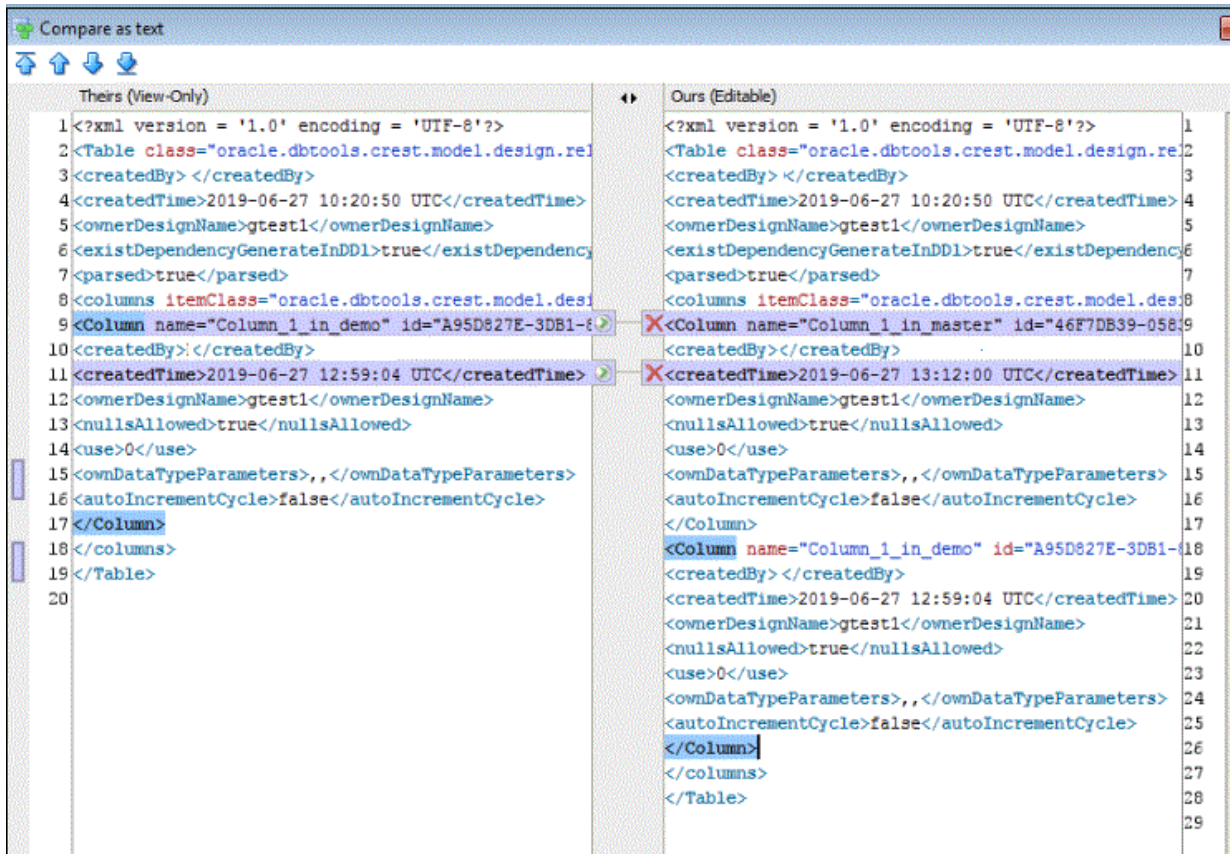 Compare as text
Theirs (View-Only)
1 <?xml version = '1.0' encoding = 'UTF-8'?>
2 <Table class="oracle.dbtools.crest.model.design.rel
3 <createdBy> </createdBy>
4 <createdTime>2019-06-27 10:20:50 UTC</createdTime>
5 <ownerDesignName>gtest1</ownerDesignName>
6 <existDependencyGenerateInDDl>true</existDependency
7 <parsed>true</parsed>
8 <columns itemClass="oracle.dbtools.crest.model.desi
9 <Column name="Column_1_in_demo" id="A95D827E-3DB1-8
10 <createdBy> </createdBy>
11 <createdTime>2019-06-27 12:59:04 UTC</createdTime>
12 <ownerDesignName>gtest1</ownerDesignName>
13 <nullsAllowed>true</nullsAllowed>
14 <use>0</use>
15 <ownDataTypeParameters>,,</ownDataTypeParameters>
16 <autoIncrementCycle>false</autoIncrementCycle>
17 </Column>
18 </columns>
19 </Table>
20
Ours (Editable)
<?xml version = '1.0' encoding = 'UTF-8'?> 1
<Table class="oracle.dbtools.crest.model.design.re 2
<createdBy> </createdBy> 3
<createdTime>2019-06-27 10:20:50 UTC</createdTime> 4
<ownerDesignName>gtest1</ownerDesignName> 5
<existDependencyGenerateInDDl>true</existDependency 6
<parsed>true</parsed> 7
<columns itemClass="oracle.dbtools.crest.model.des 8
<Column name="Column_1_in_master" id="46F7DB39-058 9
<createdBy></createdBy> 10
<createdTime>2019-06-27 13:12:00 UTC</createdTime> 11
<ownerDesignName>gtest1</ownerDesignName> 12
<nullsAllowed>true</nullsAllowed> 13
<use>0</use> 14
<ownDataTypeParameters>,,</ownDataTypeParameters> 15
<autoIncrementCycle>false</autoIncrementCycle> 16
</Column> 17
<Column name="Column_1_in_demo" id="A95D827E-3DB1- 18
<createdBy> </createdBy> 19
<createdTime>2019-06-27 12:59:04 UTC</createdTime> 20
<ownerDesignName>gtest1</ownerDesignName> 21
<nullsAllowed>true</nullsAllowed> 22
<use>0</use> 23
<ownDataTypeParameters>,,</ownDataTypeParameters> 24
<autoIncrementCycle>false</autoIncrementCycle> 25
</Column> 26
</columns> 27
</Table> 28
29